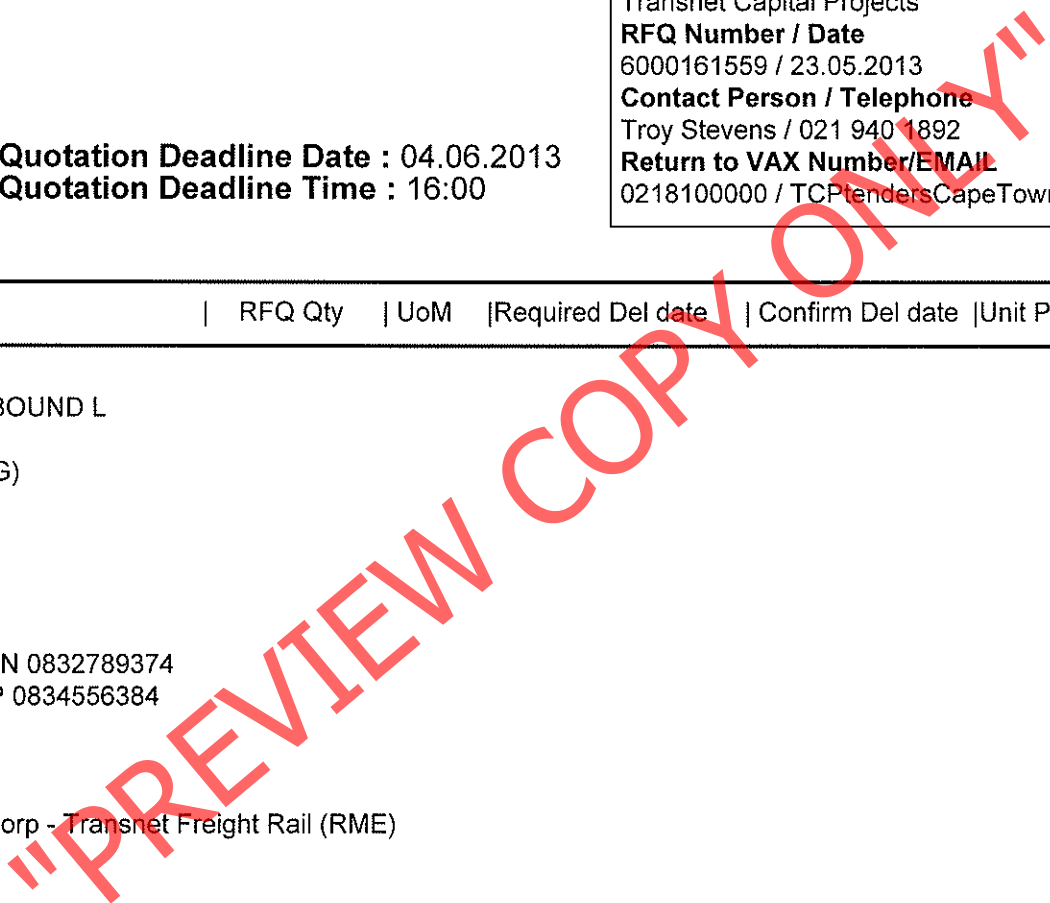 Transnet Capital Projects
RFQ Number / Date
6000161559 / 23.05.2013
Contact Person / Telephone
Troy Stevens / 021 940 1892
Return to VAX Number/EMAIL
0218100000 / TCPtendersCapeTown
Quotation Deadline Date : 04.06.2013
Quotation Deadline Time : 16:00
| RFQ Qty | UoM |Required Del date | Confirm Del date |Unit P
BOUND L
G)
N 0832789374
P 0834556384
orp - Transnet Freight Rail (RME)
"PREVIEW COPY ONLY"